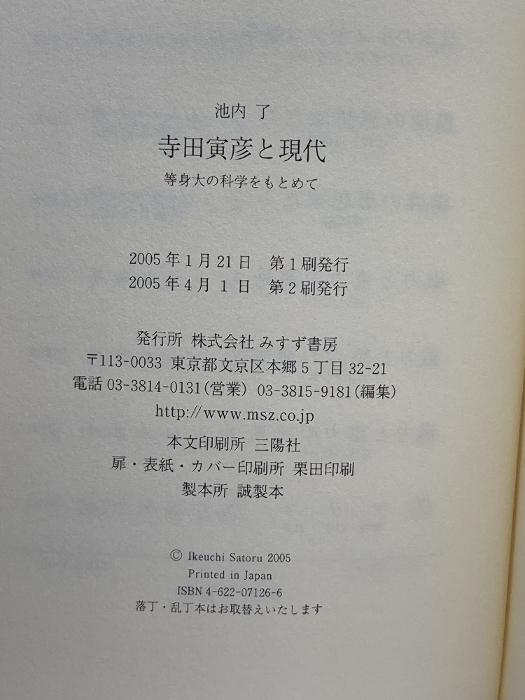 池内 了
寺田寅彦と現代
等身大の科学をもとめて
2005年1月21日 第1刷発行
2005年4月1日 第2刷発行
発行所 株式会社 みすず書房
〒113-0033 東京都文京区本郷5丁目32-21
電話 03-3814-0131(営業) 03-3815-9181(編集)
http://www.msz.co.jp
本文印刷所 三陽社
扉・表紙・カバー印刷所 栗田印刷
製本所 誠製本
© Ikeuchi Satoru 2005
Printed in Japan
ISBN 4-622-07126-6
落丁・乱丁本はお取替えいたします